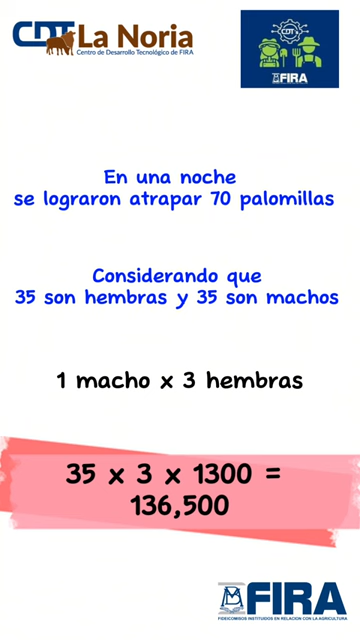 CDT La Noria
Centro de Desarrollo Tecnológico de FIRA
CDT's
FIRA
En una noche
se lograron atrapar 70 palomillas
Considerando que
35 son hembras y 35 son machos
1 macho x 3 hembras
35 x 3 x 1300 =
136,500
FIRA
FIDEICOMISOS INSTITUIDOS EN RELACION CON LA AGRICULTURA